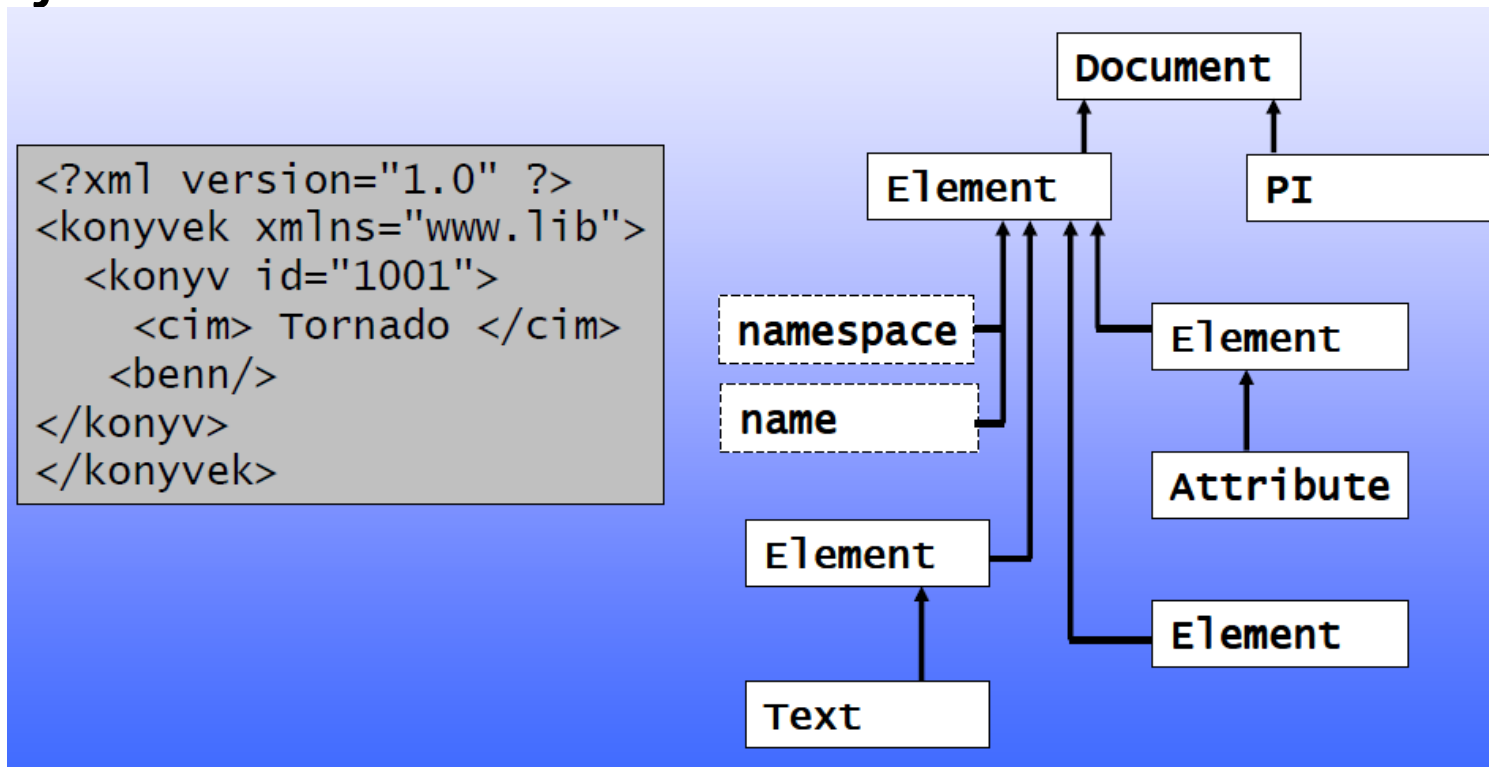 <?xml version="1.0" ?>
<konyvek xmlns="www.lib">
<konyv id="1001">
<cim> Tornado </cim>
<benn/>
</konyv>
</konyvek>
Document
Element
PI
namespace
name
Element
Attribute
Element
Text
Element